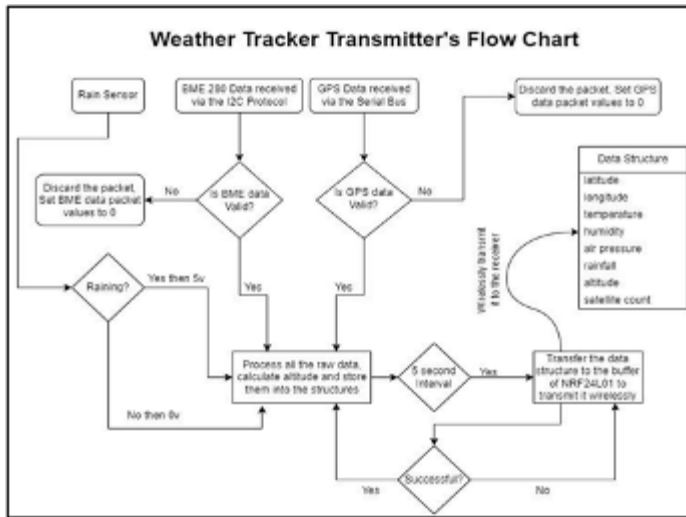 Weather Tracker Transmitter's Flow Chart
Rain Sensor
BME 280 Data received
via the I2C Protocol
GPS Data received
via the Serial Bus
Discard the packet. Set GPS
data packet values to 0
Discard the packet,
Set BME data packet
values to 0
No
Is BME data
Valid?
Is GPS data
Valid?
No
Data Structure
latitude
longitude
temperature
humidity
air pressure
rainfall
altitude
satellite count
Wirelessly transmit
it to the receiver
Raining?
Yes then 5v
Yes
Yes
Process all the raw data,
calculate altitude and store
them into the structures
5 second
Interval
Yes
Transfer the data
structure to the buffer
of NRF24L01 to
transmit it wirelessly
No then 0v
Successful?
Yes
No